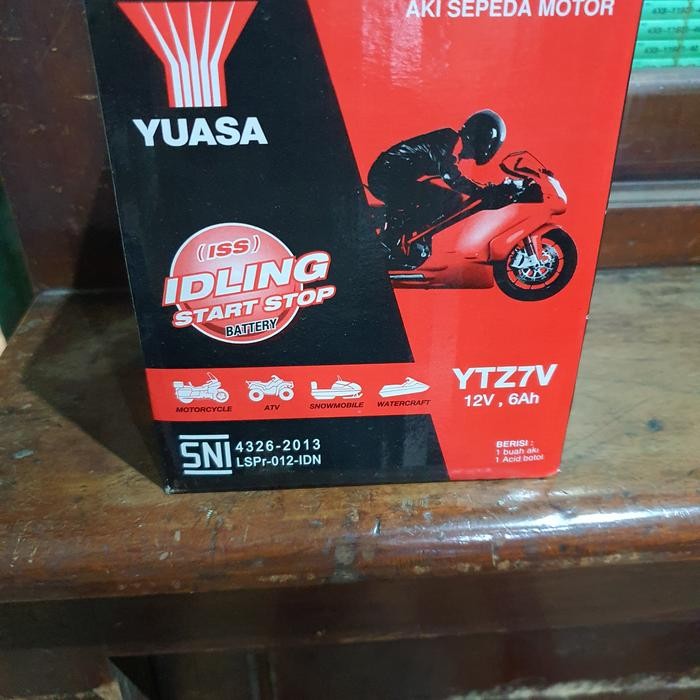 AKI SEPEDA MOTOR
YUASA
(ISS)
IDLING
START STOP
BATTERY
MOTORCYCLE
ATV
SNOWMOBILE
WATERCRAFT
YTZ7V
12V , 6Ah
SNI
4326-2013
LSPr-012-IDN
BERISI :
1 buah aki
1 Acid botol